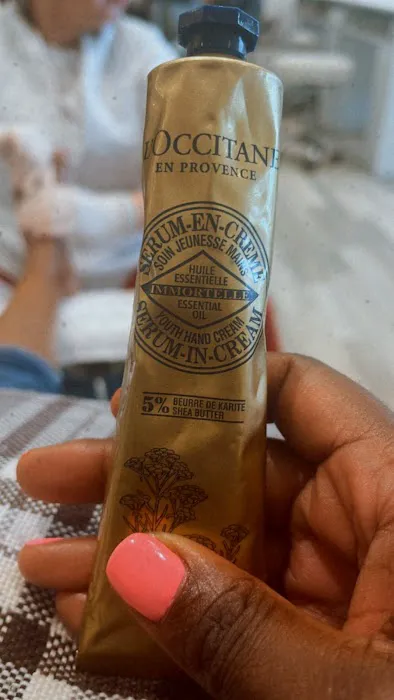 L'OCCITANE
EN PROVENCE
SERUM-EN-CREME
SOIN JEUNESSE MAINS
HUILE
ESSENTIELLE
IMMORTELLE
ESSENTIAL
OIL
YOUTH HAND CREAM
SERUM-IN-CREAM
5% BEURRE DE KARITÉ
SHEA BUTTER